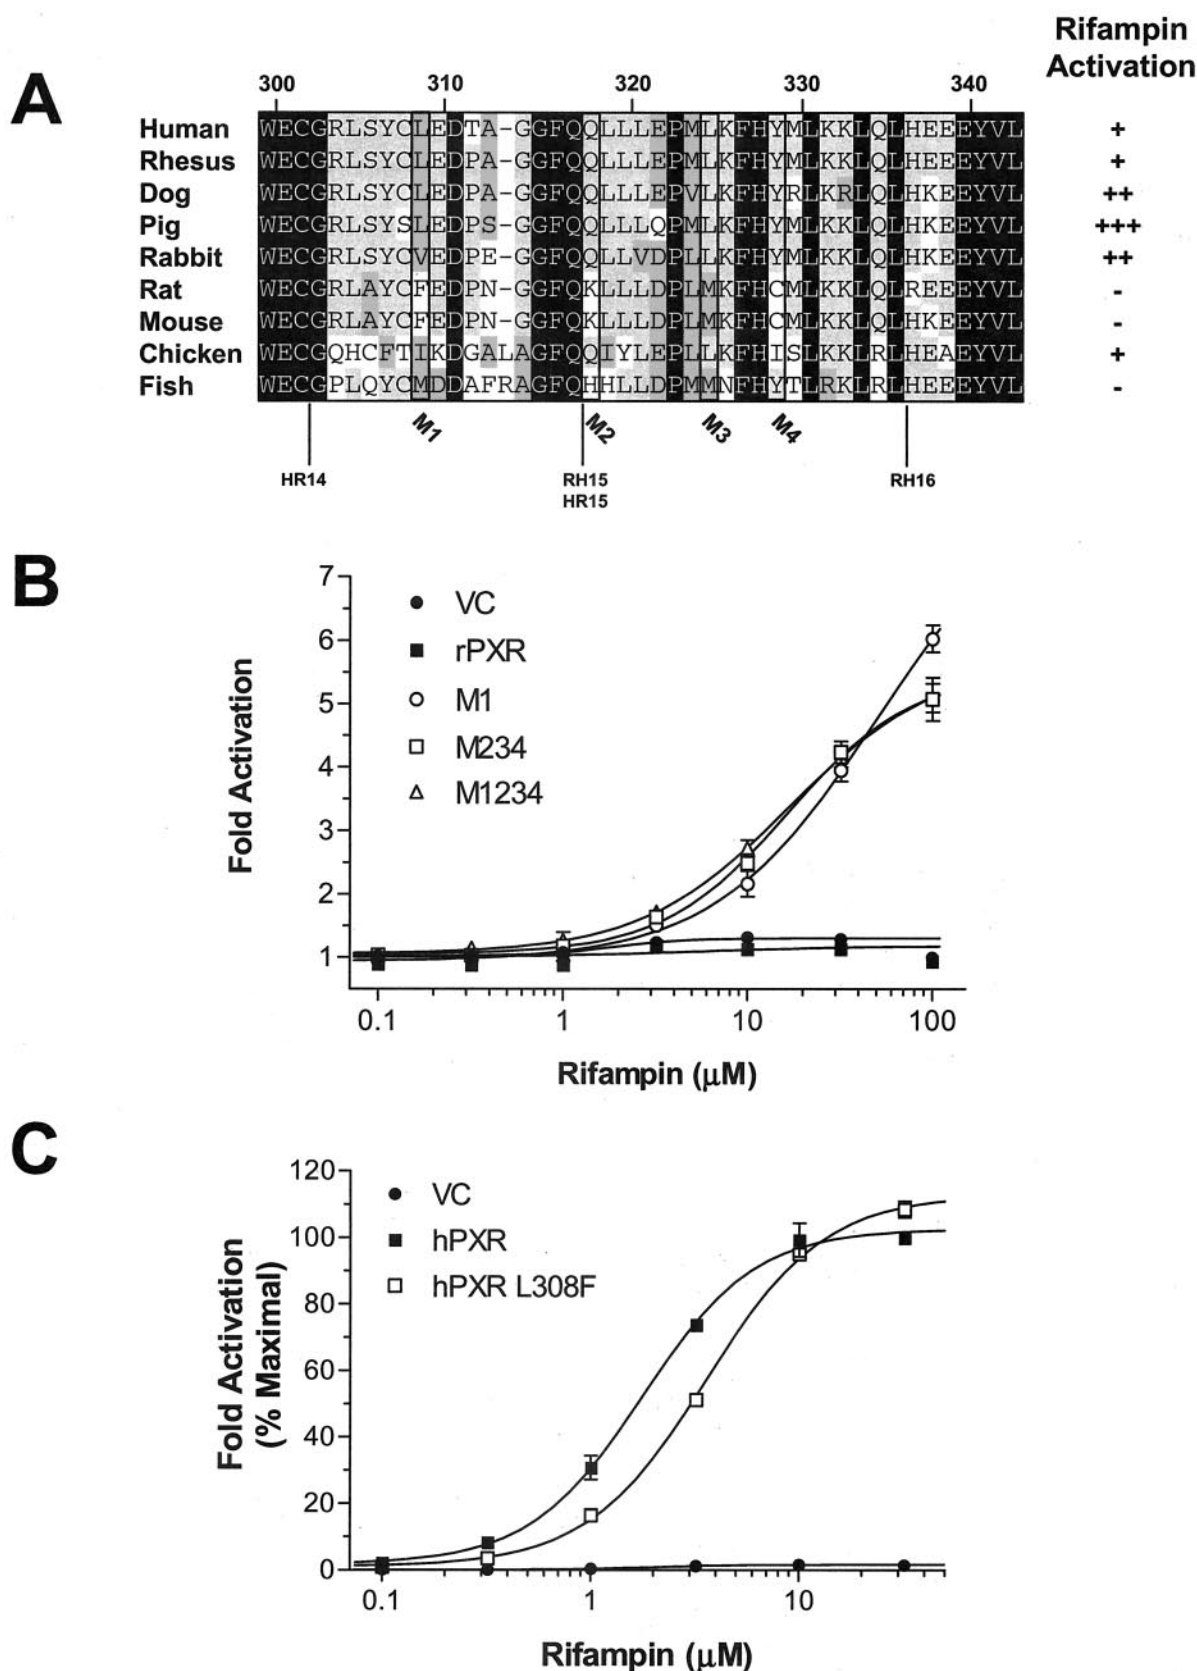 Rifampin
Activation
A
300 310 320 330 340
Human WECGRLSYCLEDTA-GGFQQLLLEPMLKFHYMLKKLQLHEEEYVL +
Rhesus WECGRLSYCLEDPA-GGFQQLLLEPMLKFHYMLKKLQLHEEEYVL +
Dog WECGRLSYCLEDPA-GGFQQLLLEPVLKFHYRLKRLQLHKEEYVL ++
Pig WECGRLSYSLEDPS-GGFQQLLLQPMLKFHYMLKKLQLHKEEYVL +++
Rabbit WECGRLSYCVEDPE-GGFQQLLVDPLLKFHYMLKKLQLHKEEYVL ++
Rat WECGRLAYCFEDPN-GGFQKLLLDPLMKFHCMLKKLQLREEEYVL -
Mouse WECGRLAYCFEDPN-GGFQKLLLDPLMKFHCMLKKLQLHKEEYVL -
Chicken WECGQHCFTIKDGALAGFQQIYLEPLLKFHISLKKLRLHEAEYVL +
Fish WECGPLQYCMDDAFRAGFQHHLLDPMMNFHYTLRKLRLHEEEYVL -
M1 M2 M3 M4
HR14 RH15 RH16
HR15
B
Fold Activation
7
6
5
4
3
2
1
VC
rPXR
M1
M234
M1234
0.1 1 10 100
Rifampin (μM)
C
Fold Activation
(% Maximal)
120
100
80
60
40
20
0
VC
hPXR
hPXR L308F
0.1 1 10
Rifampin (μM)